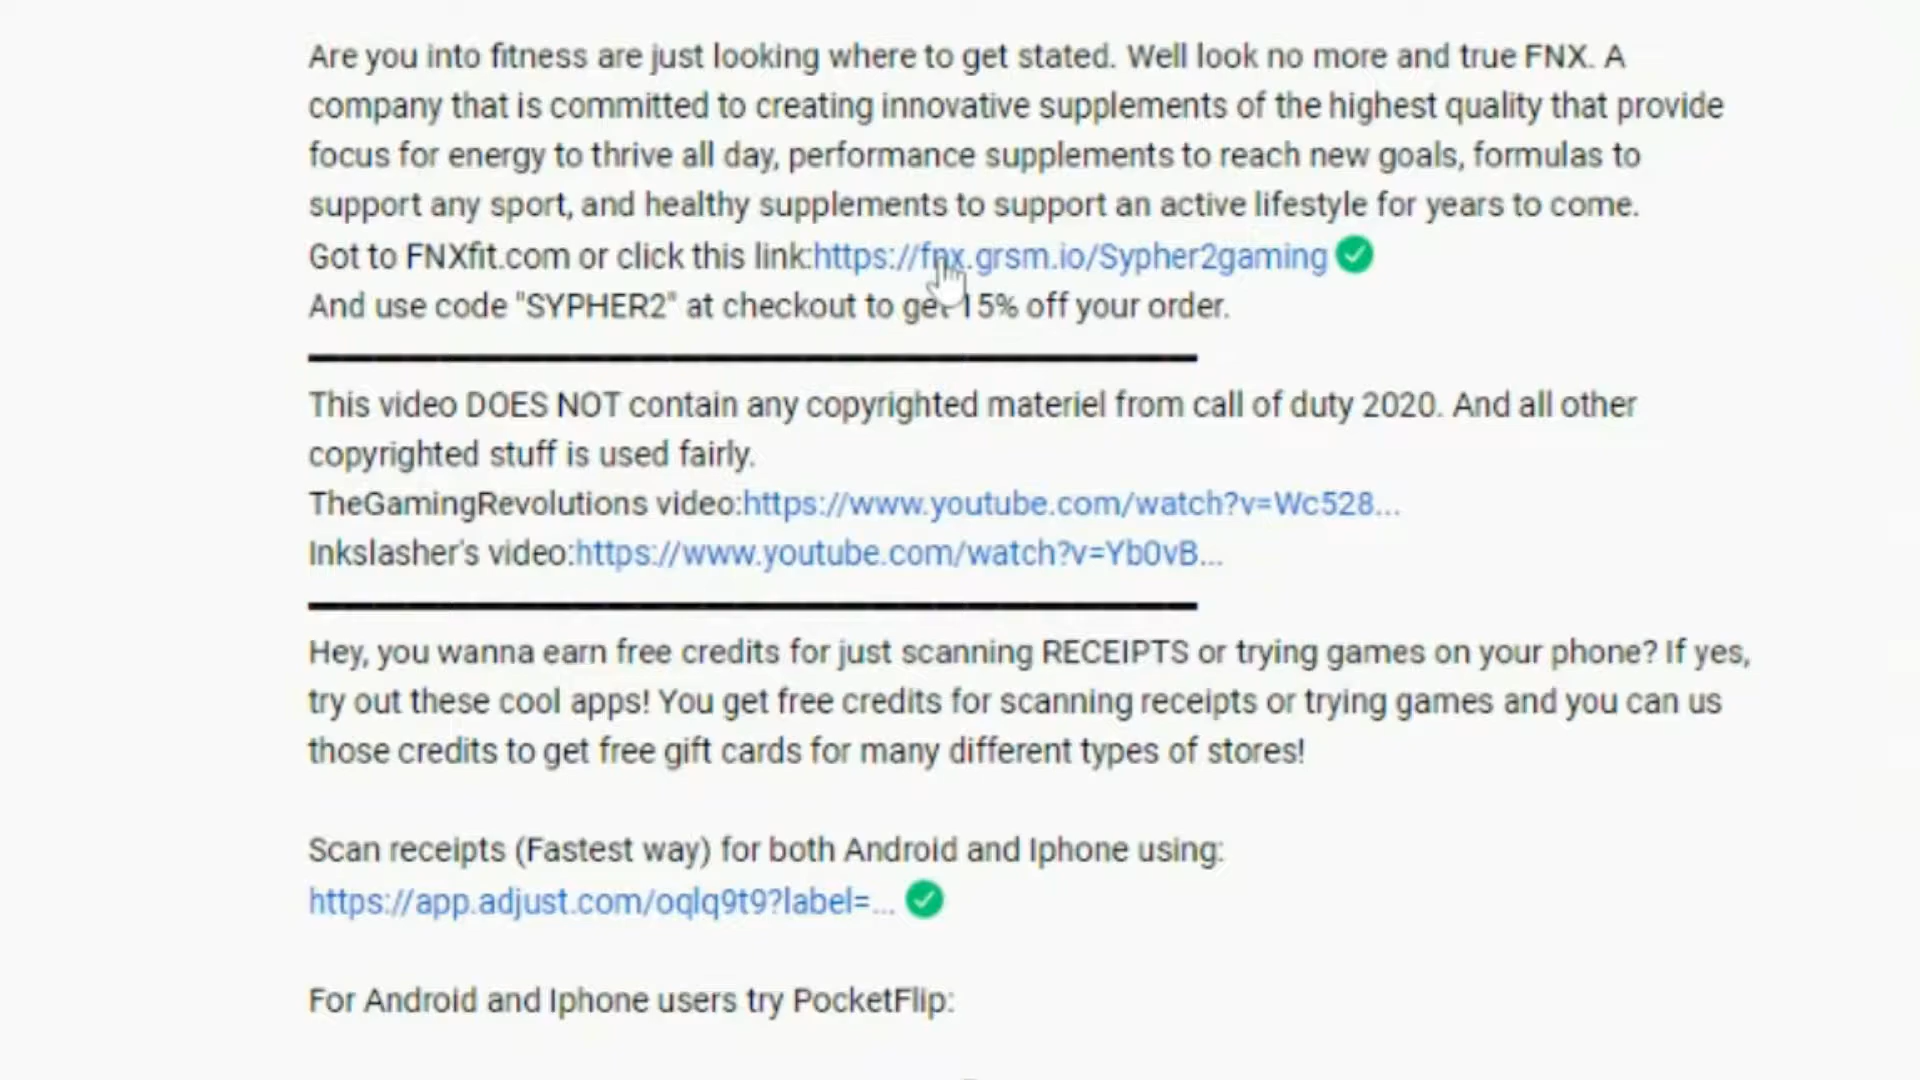 Are you into fitness are just looking where to get stated. Well look no more and true FNX. A
company that is committed to creating innovative supplements of the highest quality that provide
focus for energy to thrive all day, performance supplements to reach new goals, formulas to
support any sport, and healthy supplements to support an active lifestyle for years to come.
Got to FNXfit.com or click this link:https://fnx.grsm.io/Sypher2gaming
And use code "SYPHER2" at checkout to get 15% off your order.
This video DOES NOT contain any copyrighted materiel from call of duty 2020. And all other
copyrighted stuff is used fairly.
TheGamingRevolutions video:https://www.youtube.com/watch?v=Wc528...
Inkslasher's video:https://www.youtube.com/watch?v=Yb0vB...
Hey, you wanna earn free credits for just scanning RECEIPTS or trying games on your phone? If yes,
try out these cool apps! You get free credits for scanning receipts or trying games and you can us
those credits to get free gift cards for many different types of stores!
Scan receipts (Fastest way) for both Android and Iphone using:
https://app.adjust.com/oqlq9t9?label=...
For Android and Iphone users try PocketFlip: